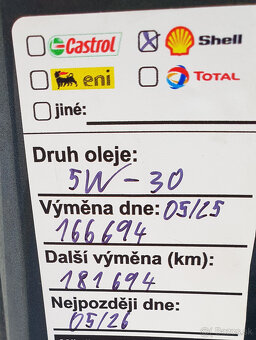 Castrol Shell
eni TOTAL
jiné:
Druh oleje:
5W-30
Výměna dne: 05/25
166694
Další výměna (km):
181694
Nejpozději dne:
05/26